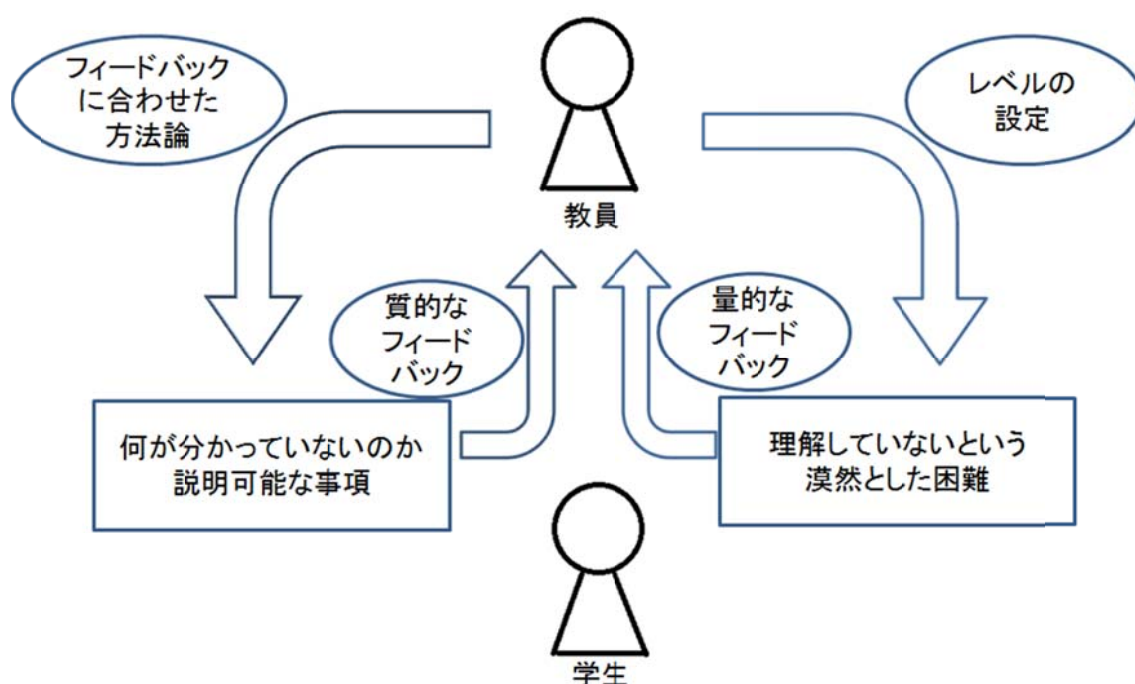 フィードバック
に合わせた
方法論
レベルの
設定
教員
質的な
フィード
バック
量的な
フィード
バック
何が分かっていないのか
説明可能な事項
理解していないという
漠然とした困難
学生